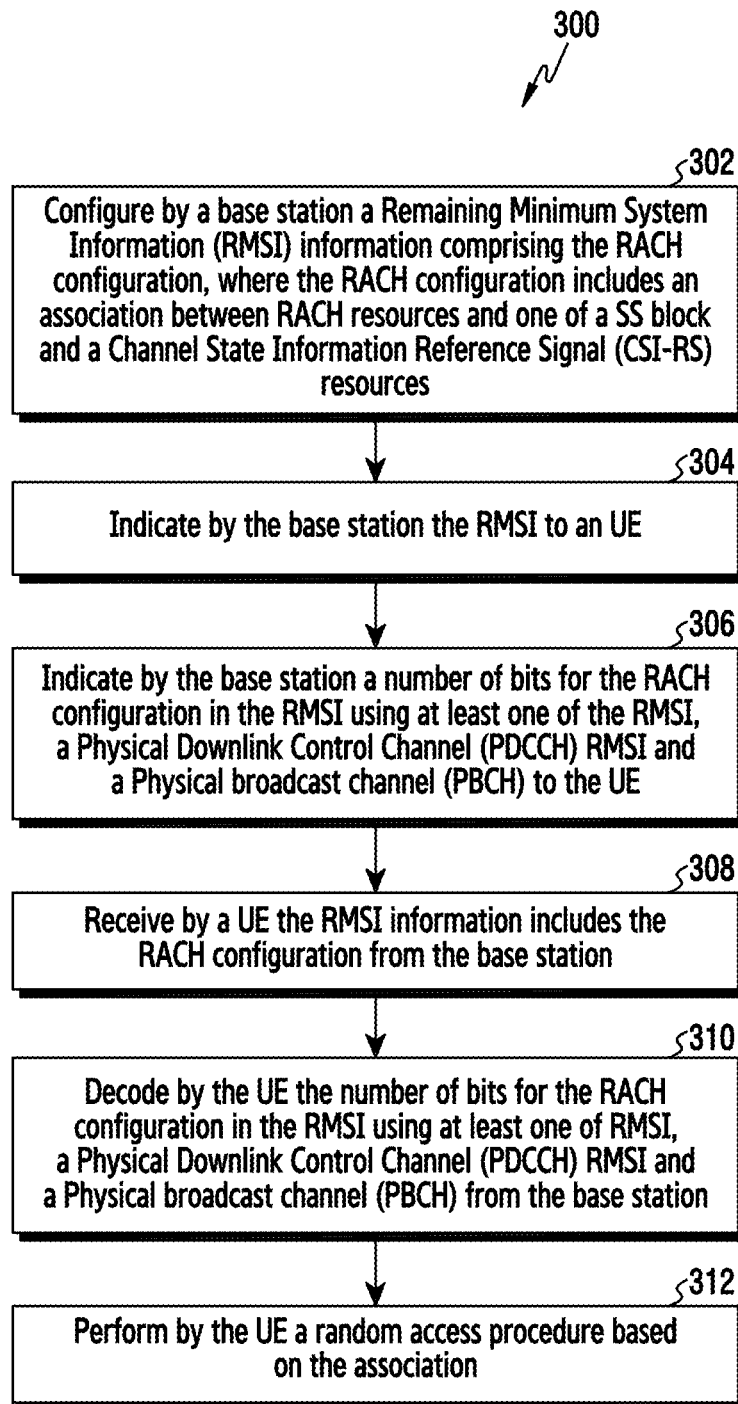 300
302
Configure by a base station a Remaining Minimum System
Information (RMSI) information comprising the RACH
configuration, where the RACH configuration includes an
association between RACH resources and one of a SS block
and a Channel State Information Reference Signal (CSI-RS)
resources
304
Indicate by the base station the RMSI to an UE
306
Indicate by the base station a number of bits for the RACH
configuration in the RMSI using at least one of the RMSI,
a Physical Downlink Control Channel (PDCCH) RMSI and
a Physical broadcast channel (PBCH) to the UE
308
Receive by a UE the RMSI information includes the
RACH configuration from the base station
310
Decode by the UE the number of bits for the RACH
configuration in the RMSI using at least one of RMSI,
a Physical Downlink Control Channel (PDCCH) RMSI and
a Physical broadcast channel (PBCH) from the base station
312
Perform by the UE a random access procedure based
on the association